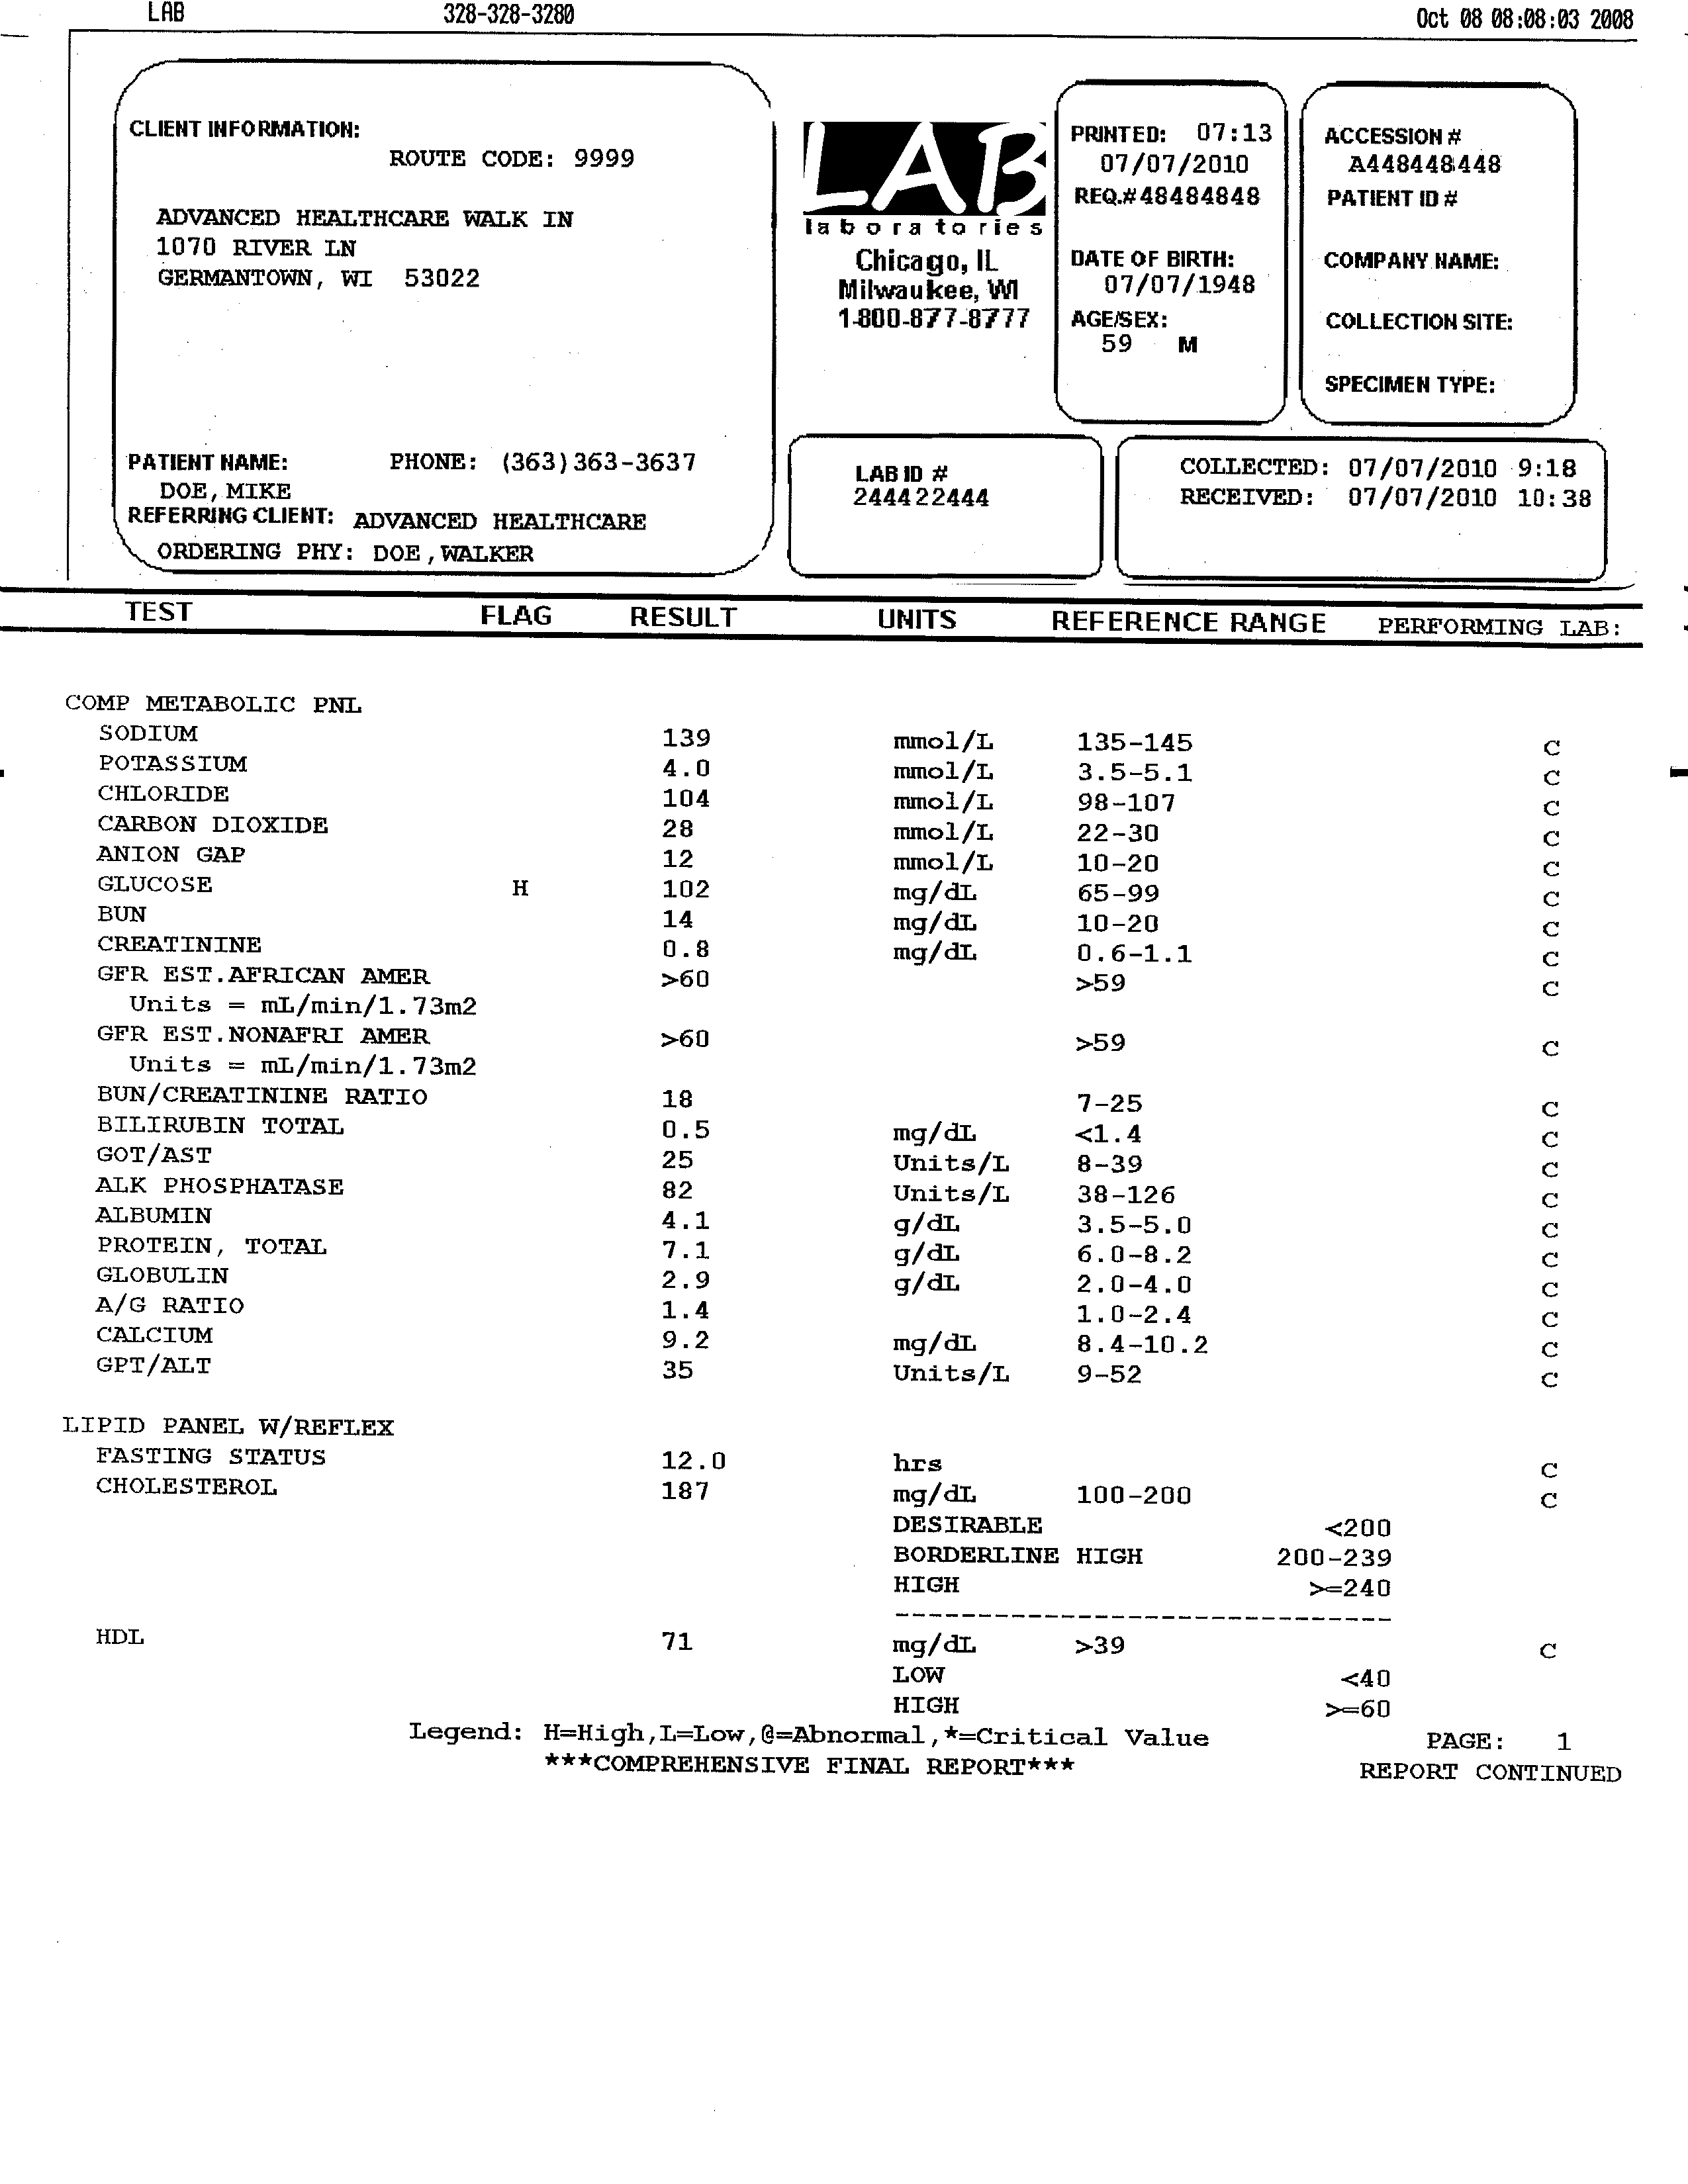 LAB 328-328-3280 Oct 08 08:08:03 2008
CLIENT INFORMATION:
ROUTE CODE: 9999
ADVANCED HEALTHCARE WALK IN
1070 RIVER LN
GERMANTOWN, WI 53022
PATIENT NAME: PHONE: (363)363-3637
DOE, MIKE
REFERRING CLIENT: ADVANCED HEALTHCARE
ORDERING PHY: DOE, WALKER
LAB
laboratories
Chicago, IL
Milwaukee, WI
1-800-877-8777
PRINTED: 07:13
07/07/2010
REQ.#48484848
DATE OF BIRTH:
07/07/1948
AGE/SEX:
59 M
ACCESSION #
A448448448
PATIENT ID #
COMPANY NAME:
COLLECTION SITE:
SPECIMEN TYPE:
LAB ID #
244422444
COLLECTED: 07/07/2010 9:18
RECEIVED: 07/07/2010 10:38
TEST FLAG RESULT UNITS REFERENCE RANGE PERFORMING LAB:
COMP METABOLIC PNL
SODIUM 139 mmol/L 135-145 C
POTASSIUM 4.0 mmol/L 3.5-5.1 C
CHLORIDE 104 mmol/L 98-107 C
CARBON DIOXIDE 28 mmol/L 22-30 C
ANION GAP 12 mmol/L 10-20 C
GLUCOSE H 102 mg/dL 65-99 C
BUN 14 mg/dL 10-20 C
CREATININE 0.8 mg/dL 0.6-1.1 C
GFR EST.AFRICAN AMER >60 >59 C
Units = mL/min/1.73m2
GFR EST.NONAFRI AMER >60 >59 C
Units = mL/min/1.73m2
BUN/CREATININE RATIO 18 7-25 C
BILIRUBIN TOTAL 0.5 mg/dL <1.4 C
GOT/AST 25 Units/L 8-39 C
ALK PHOSPHATASE 82 Units/L 38-126 C
ALBUMIN 4.1 g/dL 3.5-5.0 C
PROTEIN, TOTAL 7.1 g/dL 6.0-8.2 C
GLOBULIN 2.9 g/dL 2.0-4.0 C
A/G RATIO 1.4 1.0-2.4 C
CALCIUM 9.2 mg/dL 8.4-10.2 C
GPT/ALT 35 Units/L 9-52 C
LIPID PANEL W/REFLEX
FASTING STATUS 12.0 hrs C
CHOLESTEROL 187 mg/dL 100-200 C
DESIRABLE <200
BORDERLINE HIGH 200-239
HIGH >=240
------------------------------
HDL 71 mg/dL >39 C
LOW <40
HIGH >=60
Legend: H=High,L=Low,@=Abnormal,*=Critical Value PAGE: 1
***COMPREHENSIVE FINAL REPORT*** REPORT CONTINUED